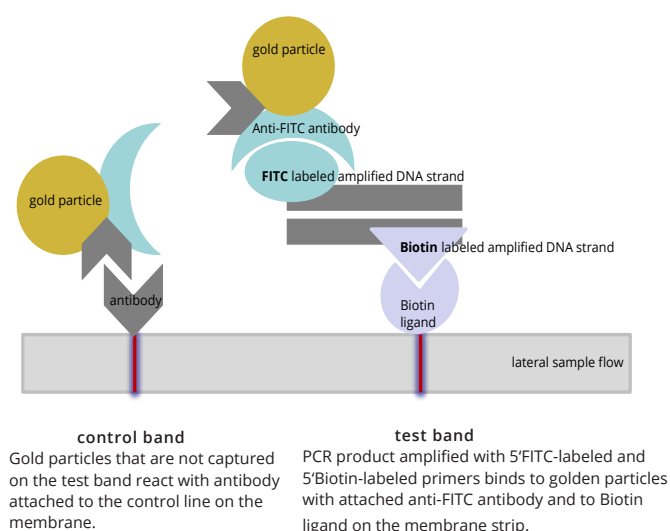 gold particle
Anti-FITC antibody
FITC labeled amplified DNA strand
gold particle
Biotin labeled amplified DNA strand
antibody
Biotin
ligand
lateral sample flow
control band
Gold particles that are not captured
on the test band react with antibody
attached to the control line on the
membrane.
test band
PCR product amplified with 5‘FITC-labeled and
5‘Biotin-labeled primers binds to golden particles
with attached anti-FITC antibody and to Biotin
ligand on the membrane strip.